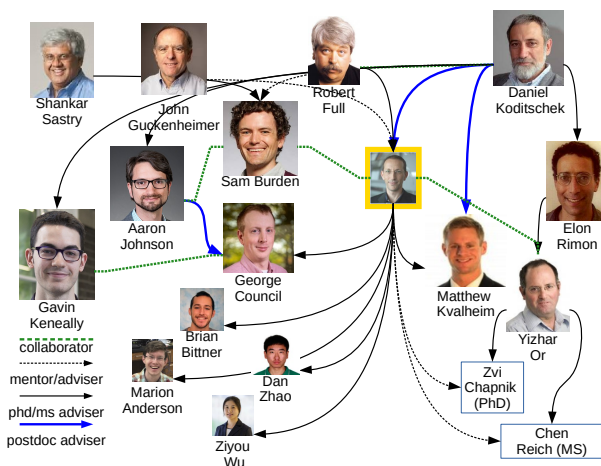 Shankar
Sastry
John
Guckenheimer
Robert
Full
Daniel
Koditschek
Sam Burden
Aaron
Johnson
Elon
Rimon
George
Council
Matthew
Kvalheim
Gavin
Keneally
Yizhar
Or
Brian
Bittner
collaborator
mentor/adviser
phd/ms adviser
postdoc adviser
Marion
Anderson
Dan
Zhao
Zvi
Chapnik
(PhD)
Ziyou
Wu
Chen
Reich (MS)